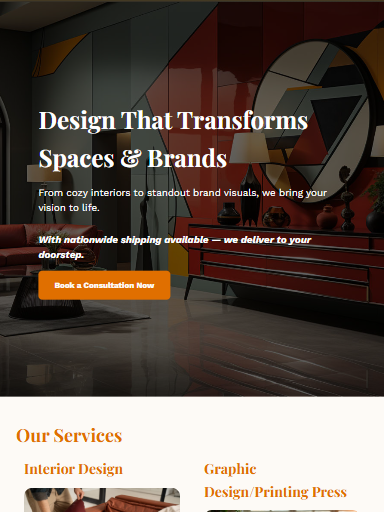 Design That Transforms
Spaces & Brands
From cozy interiors to standout brand visuals, we bring your
vision to life.
With nationwide shipping available — we deliver to your
doorstep.
Book a Consultation Now
Our Services
Interior Design
Graphic
Design/Printing Press